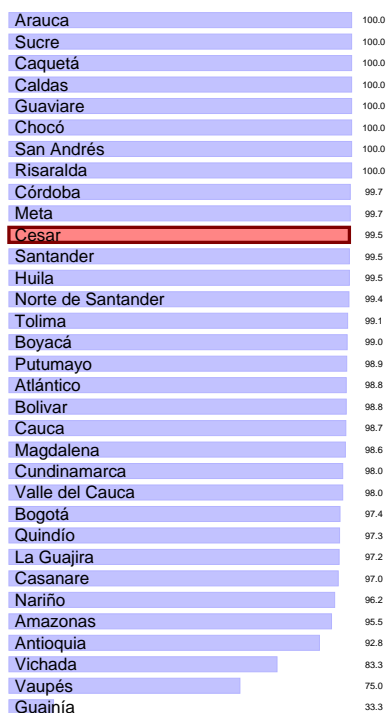 Arauca 100.0
Sucre 100.0
Caquetá 100.0
Caldas 100.0
Guaviare 100.0
Chocó 100.0
San Andrés 100.0
Risaralda 100.0
Córdoba 99.7
Meta 99.7
Cesar 99.5
Santander 99.5
Huila 99.5
Norte de Santander 99.4
Tolima 99.1
Boyacá 99.0
Putumayo 98.9
Atlántico 98.8
Bolivar 98.8
Cauca 98.7
Magdalena 98.6
Cundinamarca 98.0
Valle del Cauca 98.0
Bogotá 97.4
Quindío 97.3
La Guajira 97.2
Casanare 97.0
Nariño 96.2
Amazonas 95.5
Antioquia 92.8
Vichada 83.3
Vaupés 75.0
Guainía 33.3